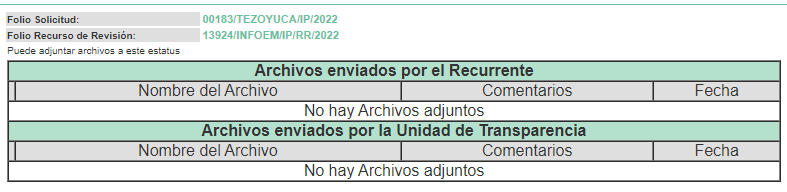 Folio Solicitud: 00183/TEZOYUCA/IP/2022
Folio Recurso de Revisión: 13924/INFOEM/IP/RR/2022
Puede adjuntar archivos a este estatus
Archivos enviados por el Recurrente
Nombre del Archivo Comentarios Fecha
No hay Archivos adjuntos
Archivos enviados por la Unidad de Transparencia
Nombre del Archivo Comentarios Fecha
No hay Archivos adjuntos